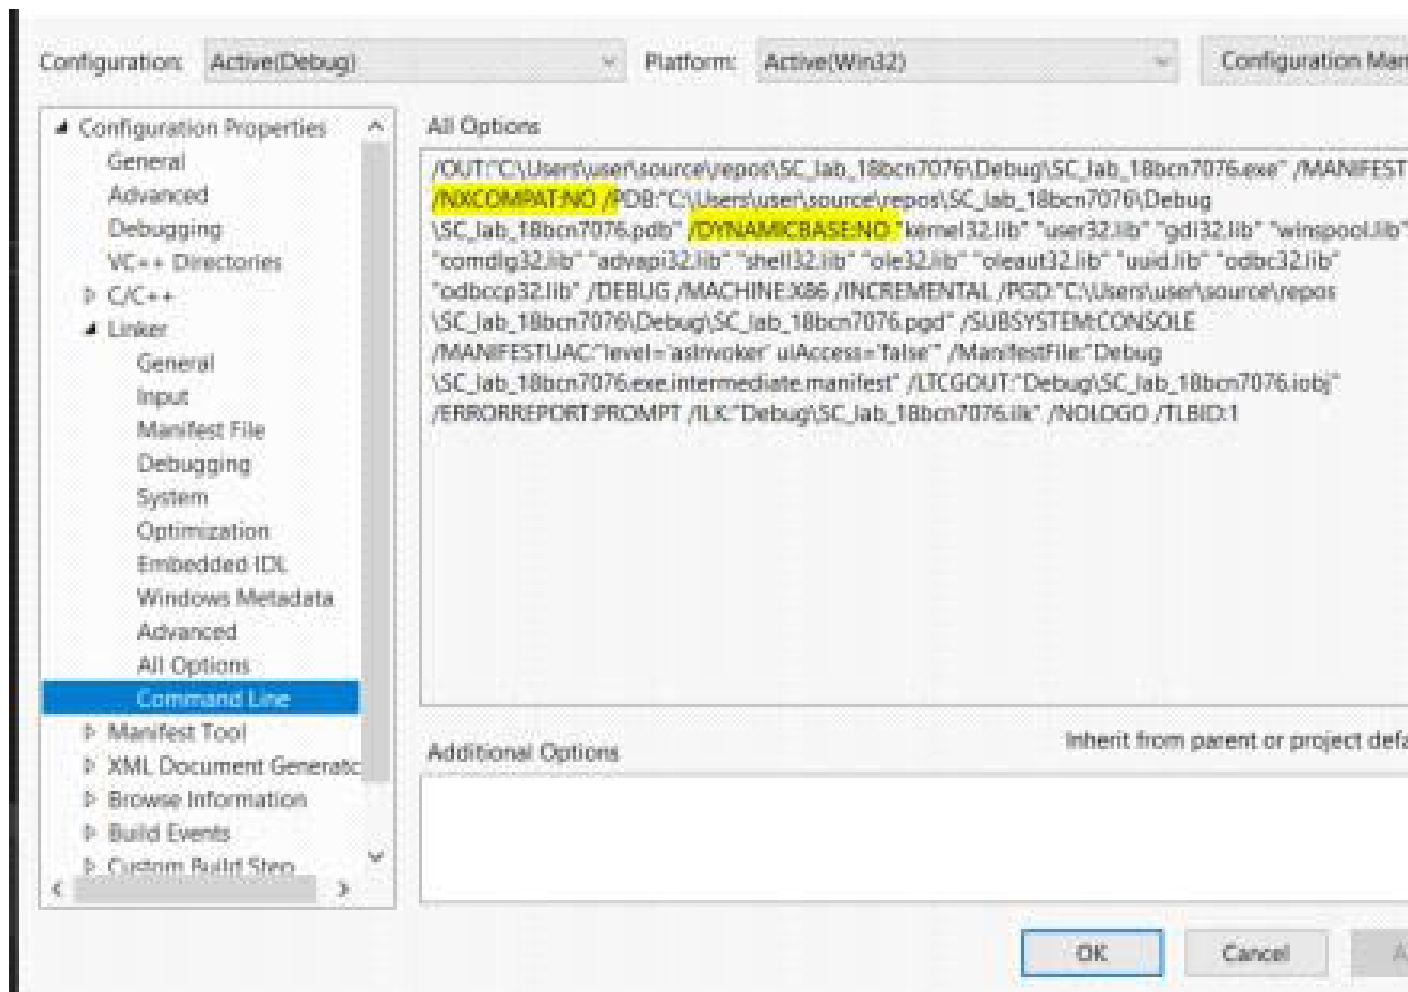 Configuration: Active(Debug) Platform: Active(Win32) Configuration Man
Configuration Properties
General
Advanced
Debugging
VC++ Directories
C/C++
Linker
General
Input
Manifest File
Debugging
System
Optimization
Embedded IDL
Windows Metadata
Advanced
All Options
Command Line
Manifest Tool
XML Document Generatc
Browse Information
Build Events
Custom Build Step
All Options
/OUT:"C:\Users\user\source\repos\SC_lab_18bcn7076\Debug\SC_lab_18bcn7076.exe" /MANIFEST
/NXCOMPAT:NO /PDB:"C:\Users\user\source\repos\SC_lab_18bcn7076\Debug
\SC_lab_18bcn7076.pdb" /DYNAMICBASE:NO "kernel32.lib" "user32.lib" "gdi32.lib" "winspool.lib"
"comdlg32.lib" "advapi32.lib" "shell32.lib" "ole32.lib" "oleaut32.lib" "uuid.lib" "odbc32.lib"
"odbccp32.lib" /DEBUG /MACHINE:X86 /INCREMENTAL /PGD:"C:\Users\user\source\repos
\SC_lab_18bcn7076\Debug\SC_lab_18bcn7076.pgd" /SUBSYSTEM:CONSOLE
/MANIFESTUAC:"level='asInvoker' uiAccess='false'" /ManifestFile:"Debug
\SC_lab_18bcn7076.exe.intermediate.manifest" /LTCGOUT:"Debug\SC_lab_18bcn7076.iobj"
/ERRORREPORT:PROMPT /ILK:"Debug\SC_lab_18bcn7076.ilk" /NOLOGO /TLBID:1
Inherit from parent or project defa
Additional Options
OK Cancel A